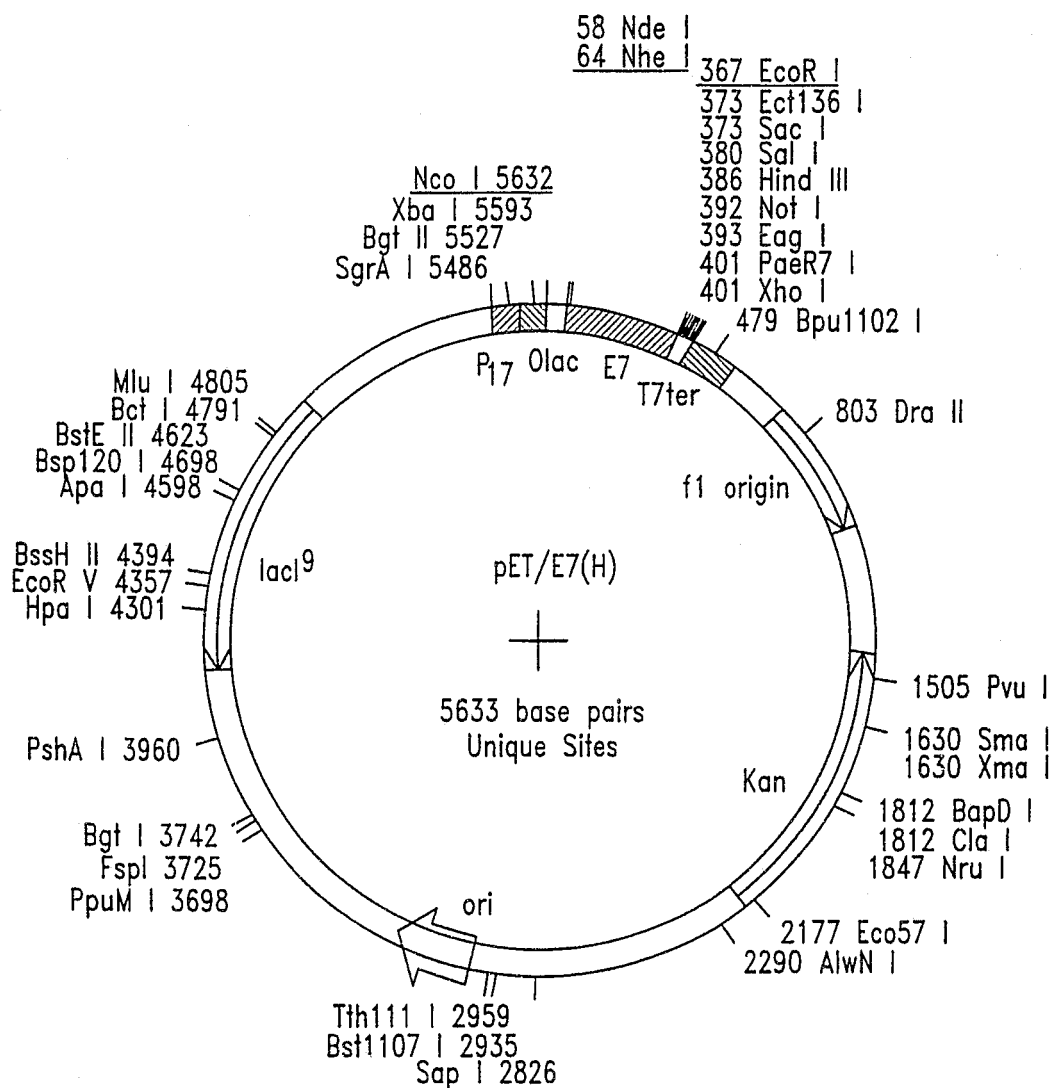 58 Nde I
64 Nhe I
367 EcoR I
373 Ect136 I
373 Sac I
380 Sal I
386 Hind III
392 Not I
393 Eag I
401 PaeR7 I
401 Xho I
479 Bpu1102 I
Nco I 5632
Xba I 5593
Bgt II 5527
SgrA I 5486
P17 Olac E7 T7ter
803 Dra II
f1 origin
Mlu I 4805
Bct I 4791
BstE II 4623
Bsp120 I 4698
Apa I 4598
BssH II 4394
EcoR V 4357
Hpa I 4301
lacI9
pET/E7(H)
5633 base pairs
Unique Sites
1505 Pvu I
1630 Sma I
1630 Xma I
Kan
1812 BapD I
1812 Cla I
1847 Nru I
PshA I 3960
Bgt I 3742
FspI 3725
PpuM I 3698
ori
2177 Eco57 I
2290 AlwN I
Tth111 I 2959
Bst1107 I 2935
Sap I 2826